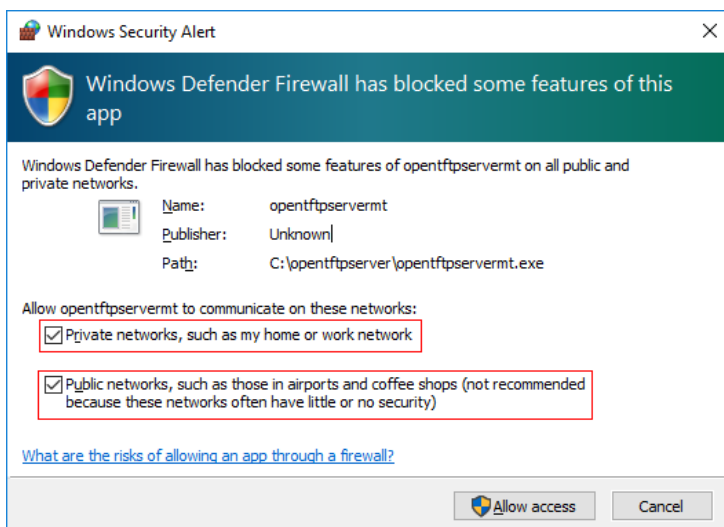 Windows Security Alert
Windows Defender Firewall has blocked some features of this
app
Windows Defender Firewall has blocked some features of opentftpservermt on all public and
private networks.
Name: opentftpservermt
Publisher: Unknown
Path: C:\opentftpserver\opentftpservermt.exe
Allow opentftpservermt to communicate on these networks:
Private networks, such as my home or work network
Public networks, such as those in airports and coffee shops (not recommended
because these networks often have little or no security)
What are the risks of allowing an app through a firewall?
Allow access Cancel